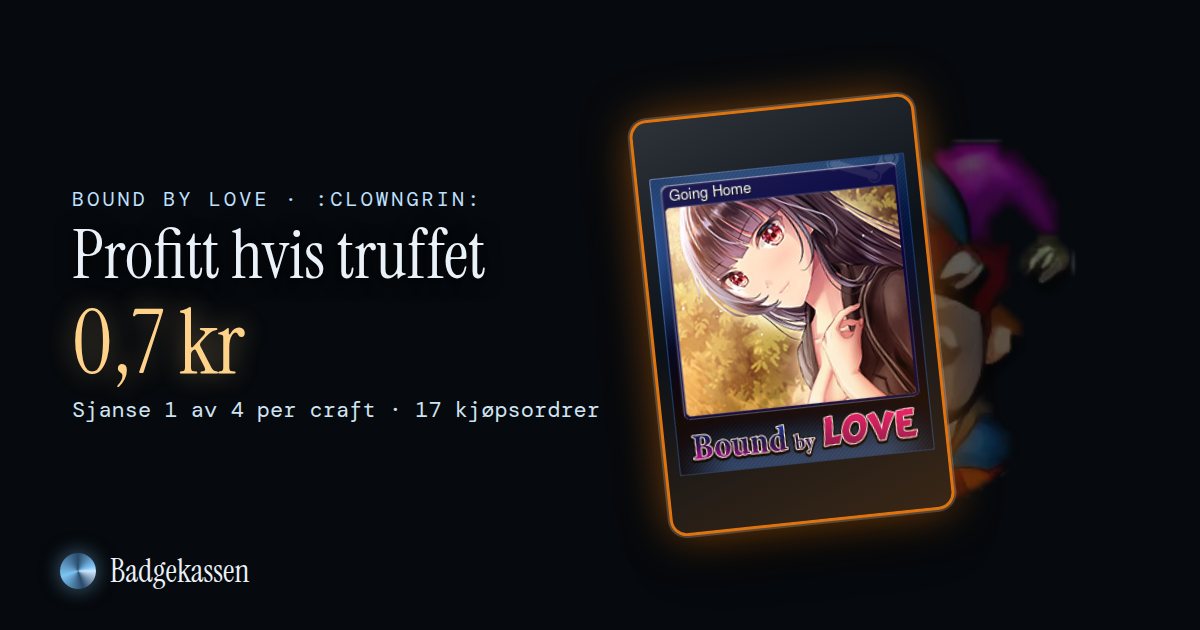 BOUND BY LOVE · :CLOWNGRIN:
Profitt hvis truffet
0,7 kr
Sjanse 1 av 4 per craft · 17 kjøpsordrer
Going Home
Bound by LOVE
Badgekassen